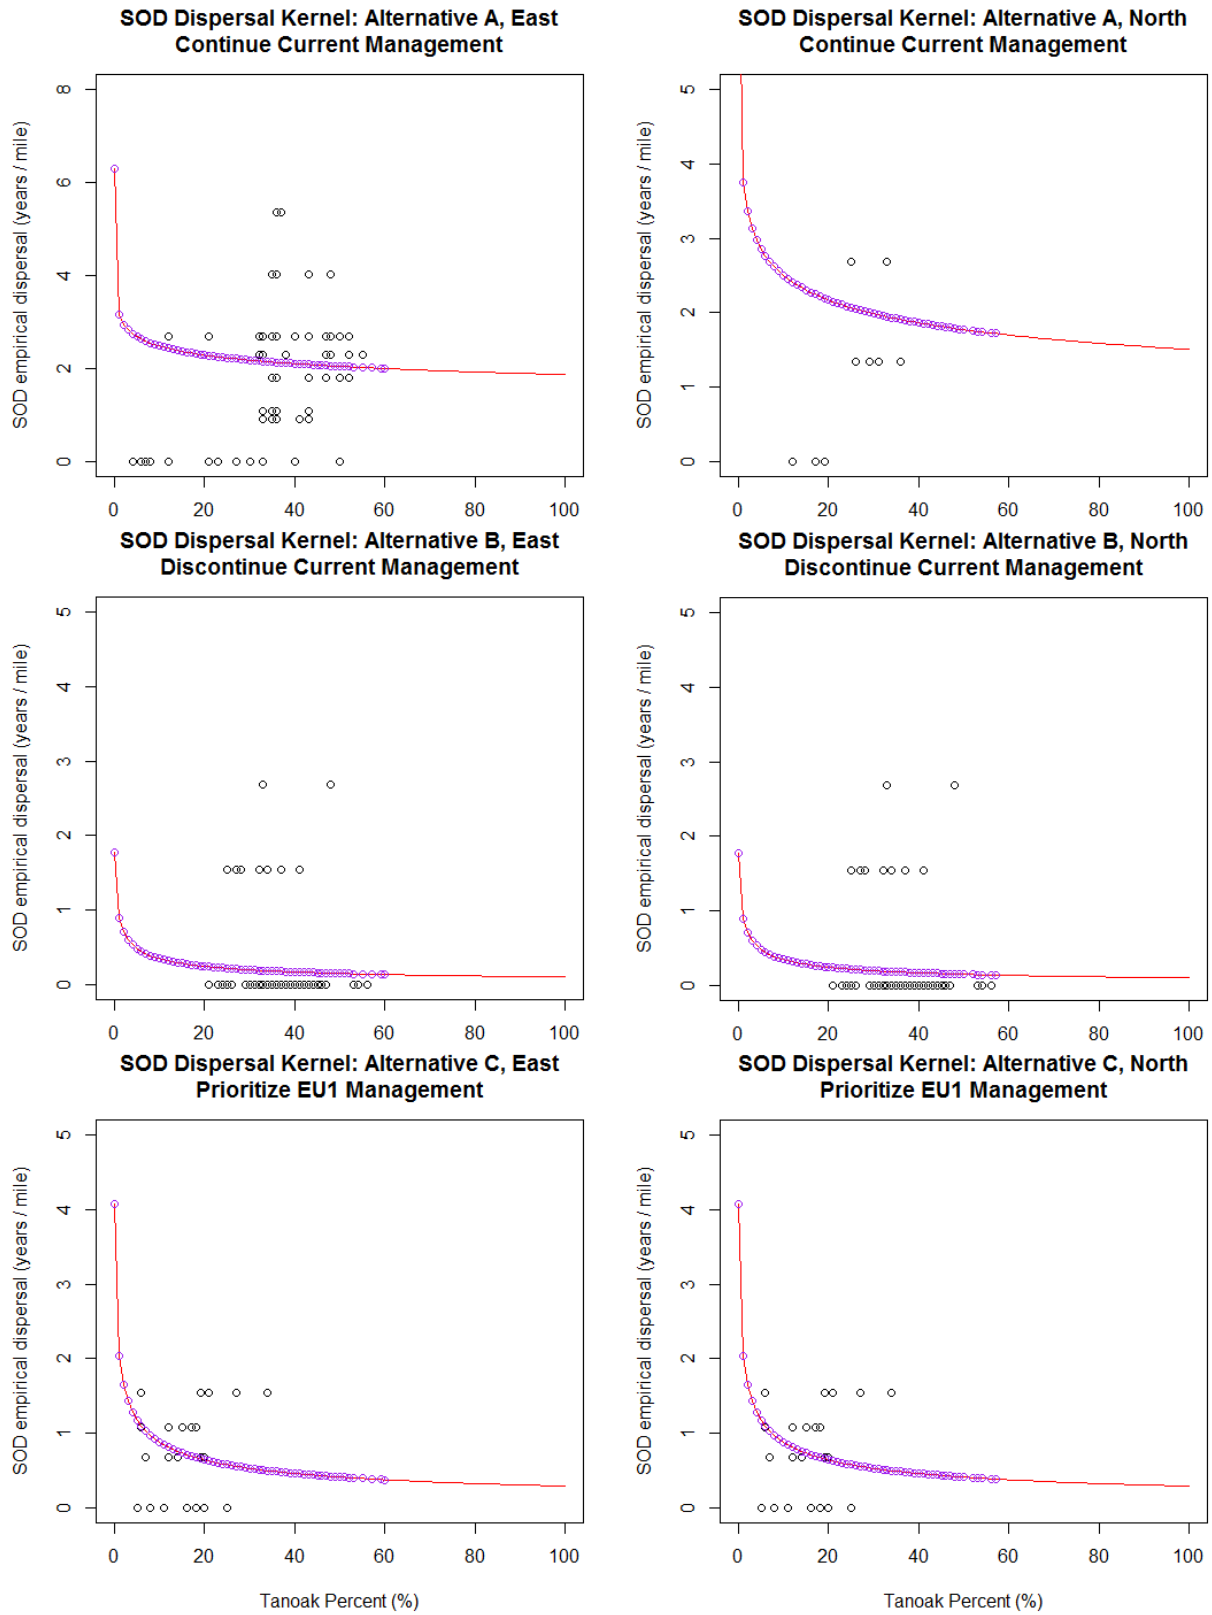 SOD Dispersal Kernel: Alternative A, East
Continue Current Management
SOD empirical dispersal (years / mile)
8
6
4
2
0
0 20 40 60 80 100
SOD Dispersal Kernel: Alternative A, North
Continue Current Management
SOD empirical dispersal (years / mile)
5
4
3
2
1
0
0 20 40 60 80 100
SOD Dispersal Kernel: Alternative B, East
Discontinue Current Management
SOD empirical dispersal (years / mile)
5
4
3
2
1
0
0 20 40 60 80 100
SOD Dispersal Kernel: Alternative B, North
Discontinue Current Management
SOD empirical dispersal (years / mile)
5
4
3
2
1
0
0 20 40 60 80 100
SOD Dispersal Kernel: Alternative C, East
Prioritize EU1 Management
SOD empirical dispersal (years / mile)
5
4
3
2
1
0
0 20 40 60 80 100
Tanoak Percent (%)
SOD Dispersal Kernel: Alternative C, North
Prioritize EU1 Management
SOD empirical dispersal (years / mile)
5
4
3
2
1
0
0 20 40 60 80 100
Tanoak Percent (%)